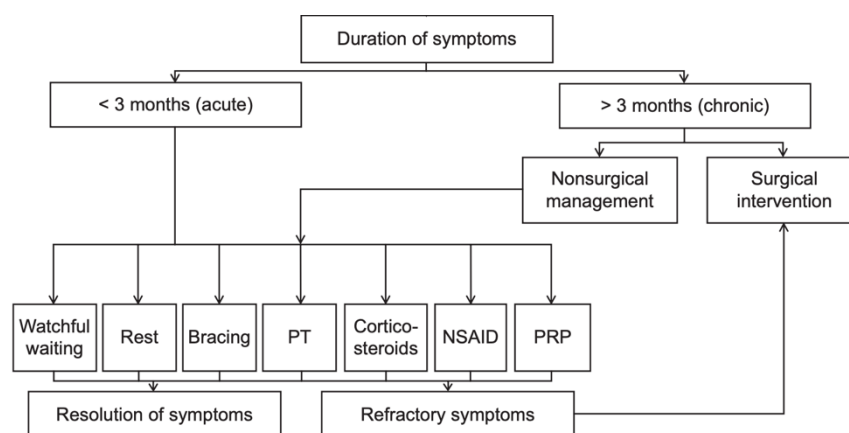 Duration of symptoms
< 3 months (acute)
> 3 months (chronic)
Nonsurgical
management
Surgical
intervention
Watchful
waiting
Rest
Bracing
PT
Cortico-
steroids
NSAID
PRP
Resolution of symptoms
Refractory symptoms